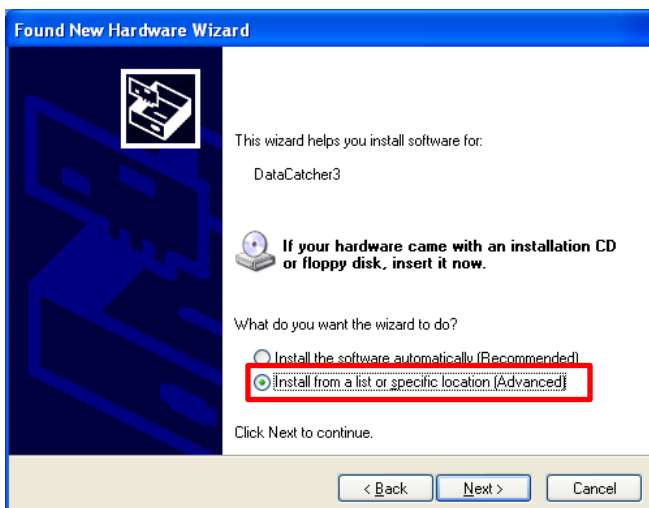 Found New Hardware Wizard
This wizard helps you install software for:
DataCatcher3
If your hardware came with an installation CD
or floppy disk, insert it now.
What do you want the wizard to do?
Install the software automatically (Recommended)
Install from a list or specific location (Advanced)
Click Next to continue.
< Back Next > Cancel